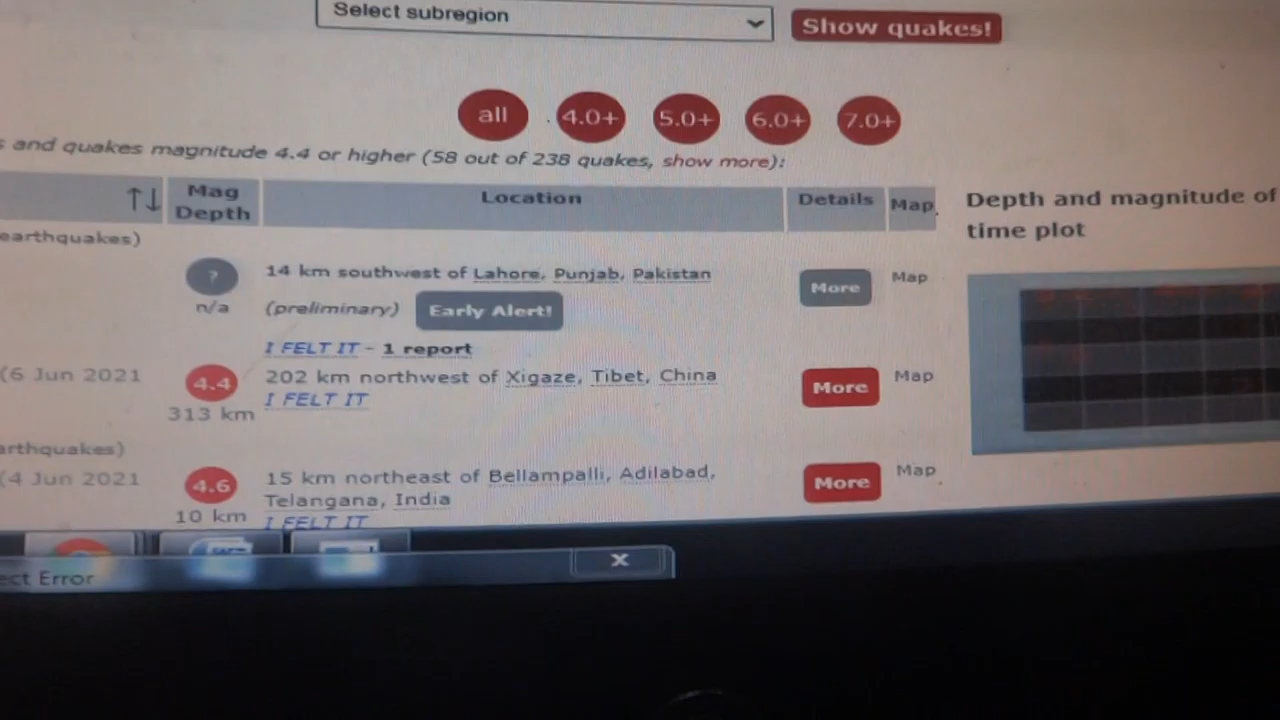 Select subregion
Show quakes!
all
4.0+
5.0+
6.0+
7.0+
and quakes magnitude 4.4 or higher (58 out of 238 quakes, show more):
↑↓
Mag
Depth
Location
Details
Map
Depth and magnitude of
time plot
earthquakes)
?
n/a
14 km southwest of Lahore, Punjab, Pakistan
(preliminary) Early Alert!
I FELT IT - 1 report
More
Map
(6 Jun 2021
4.4
313 km
202 km northwest of Xigaze, Tibet, China
I FELT IT
More
Map
arthquakes)
(4 Jun 2021
4.6
10 km
15 km northeast of Bellampalli, Adilabad,
Telangana, India
I FELT IT
More
Map
ect Error
x